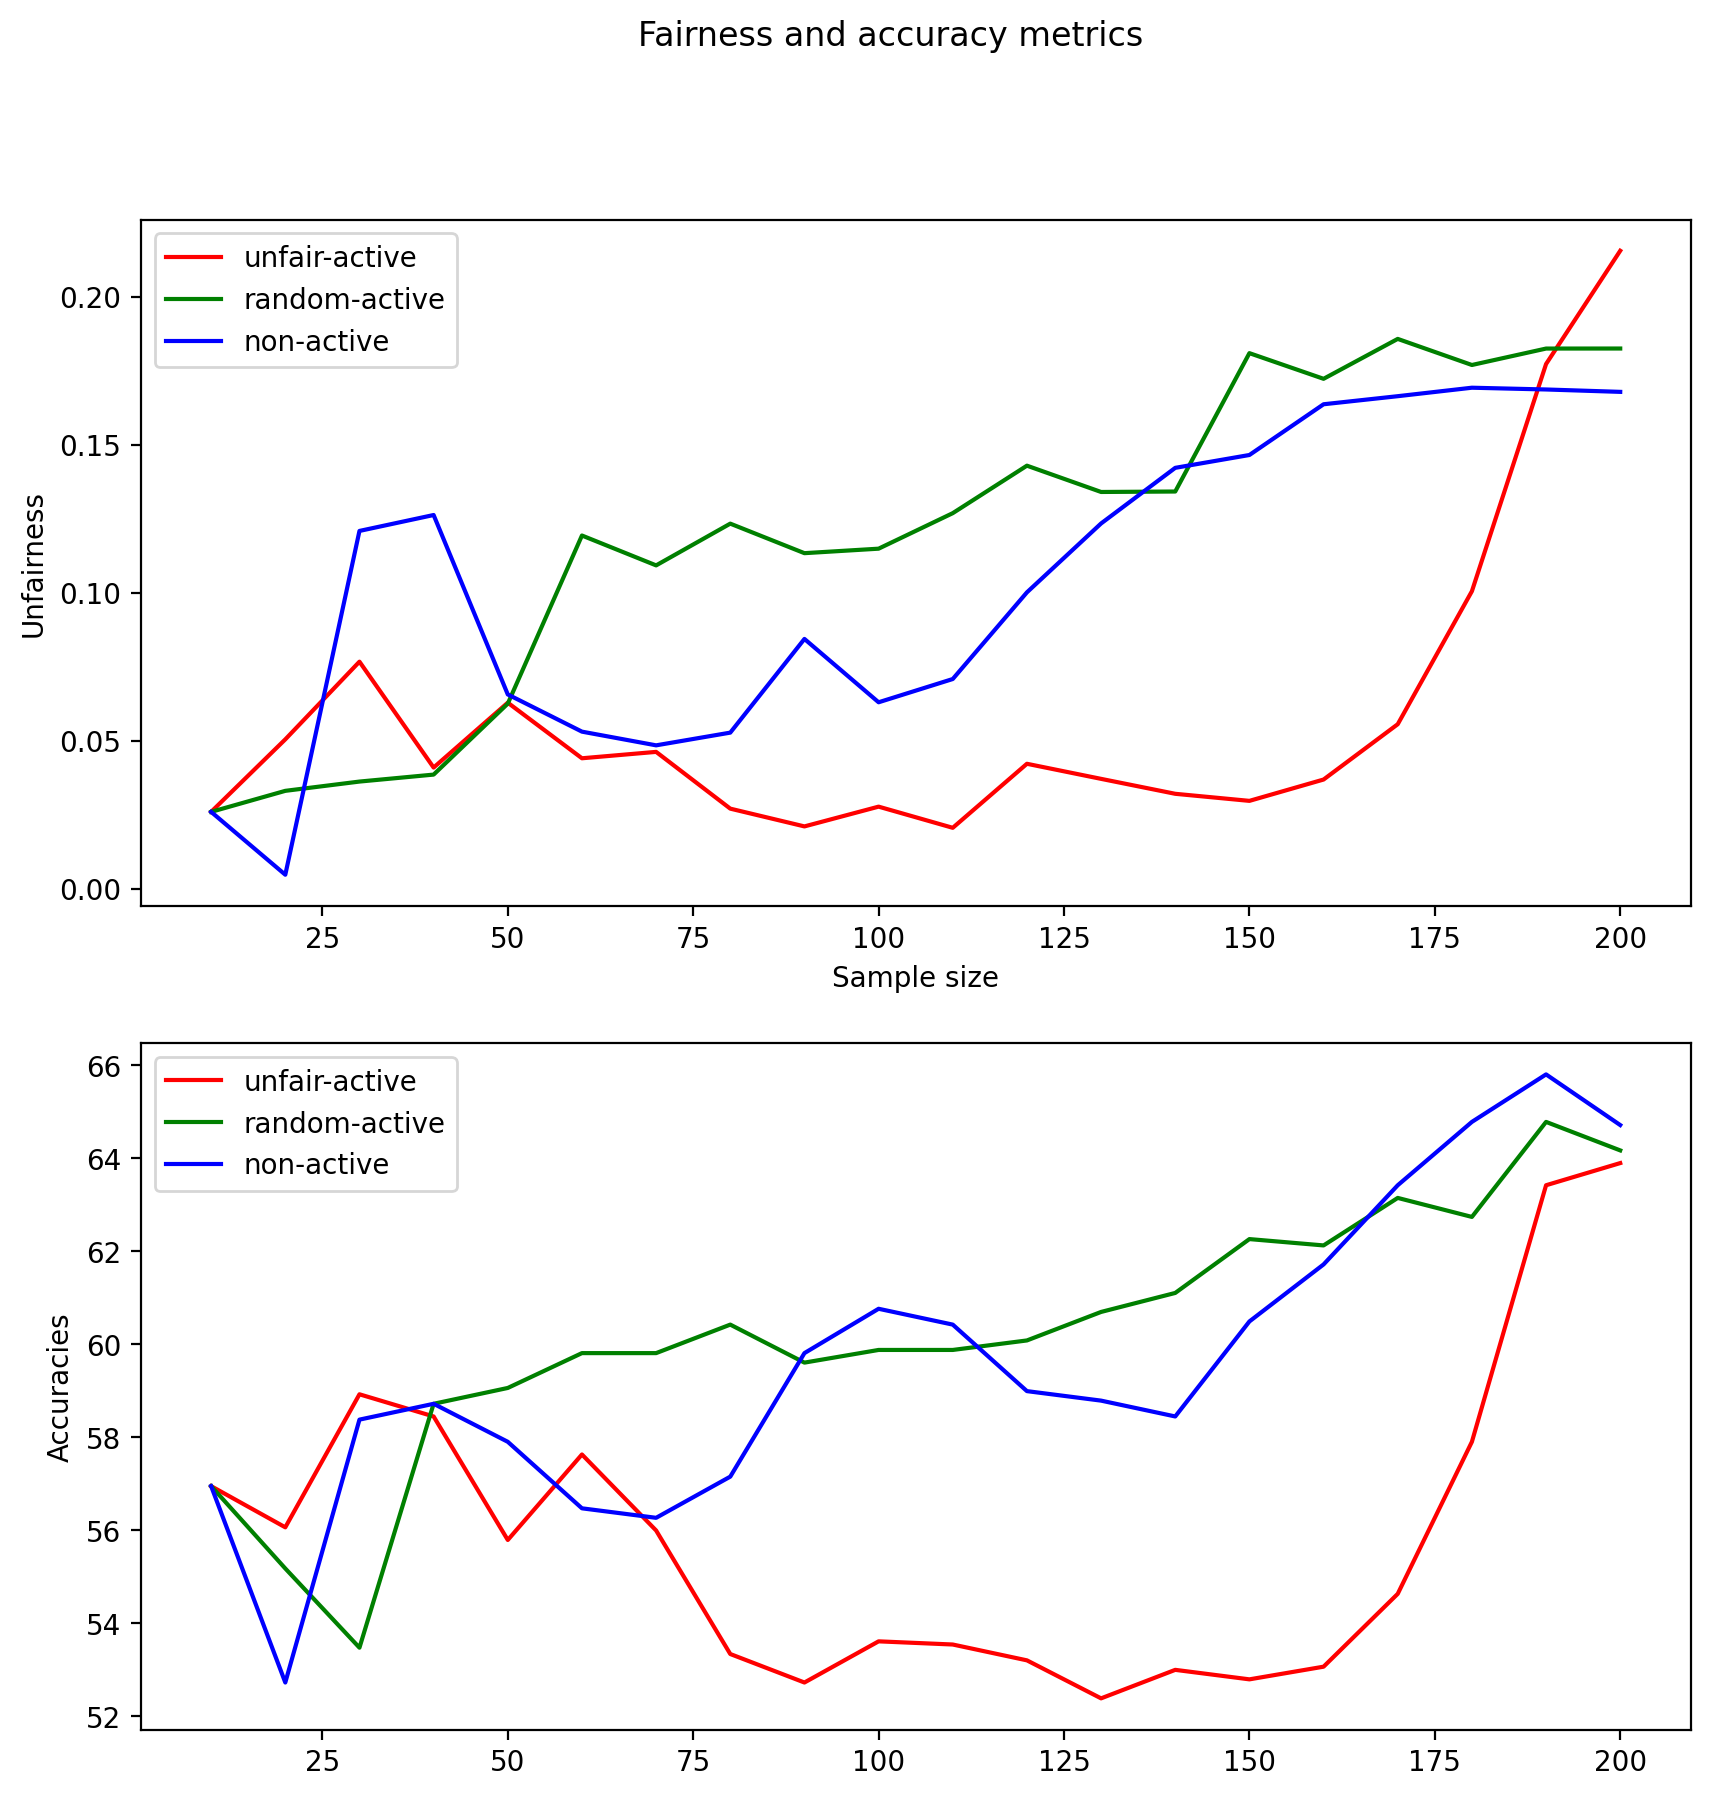 Fairness and accuracy metrics
unfair-active
random-active
non-active
0.20
0.15
0.10
0.05
0.00
Unfairness
25 50 75 100 125 150 175 200
Sample size
unfair-active
random-active
non-active
66
64
62
60
58
56
54
52
Accuracies
25 50 75 100 125 150 175 200